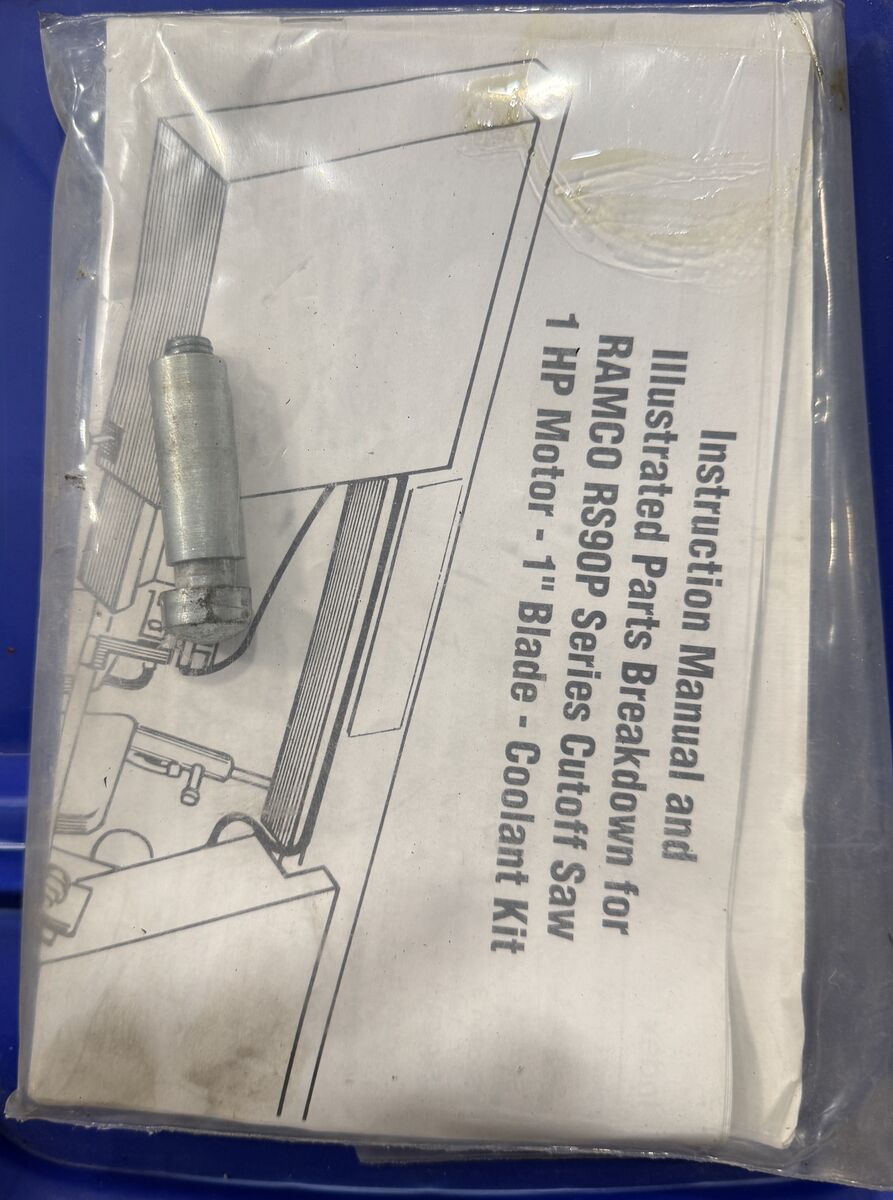 Instruction Manual and
Illustrated Parts Breakdown for
RAMCO RS90P Series Cutoff Saw
1 HP Motor - 1" Blade - Coolant Kit